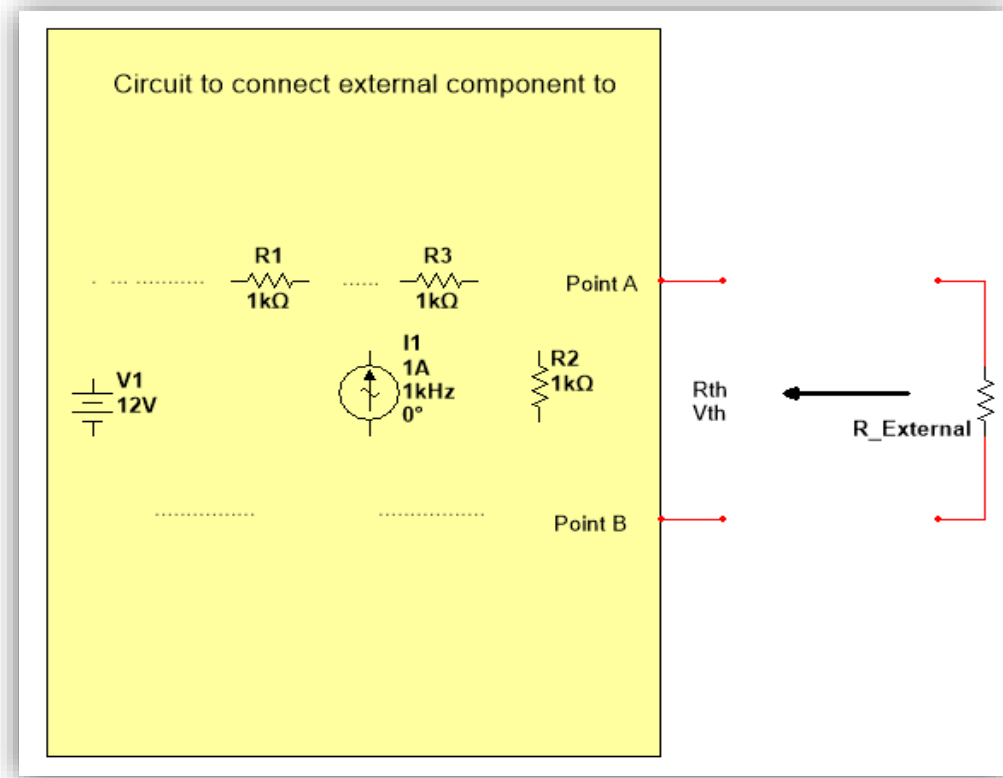 Circuit to connect external component to
R1
1kΩ
R3
1kΩ
Point A
V1
12V
I1
1A
1kHz
0°
R2
1kΩ
Rth
Vth
R_External
Point B